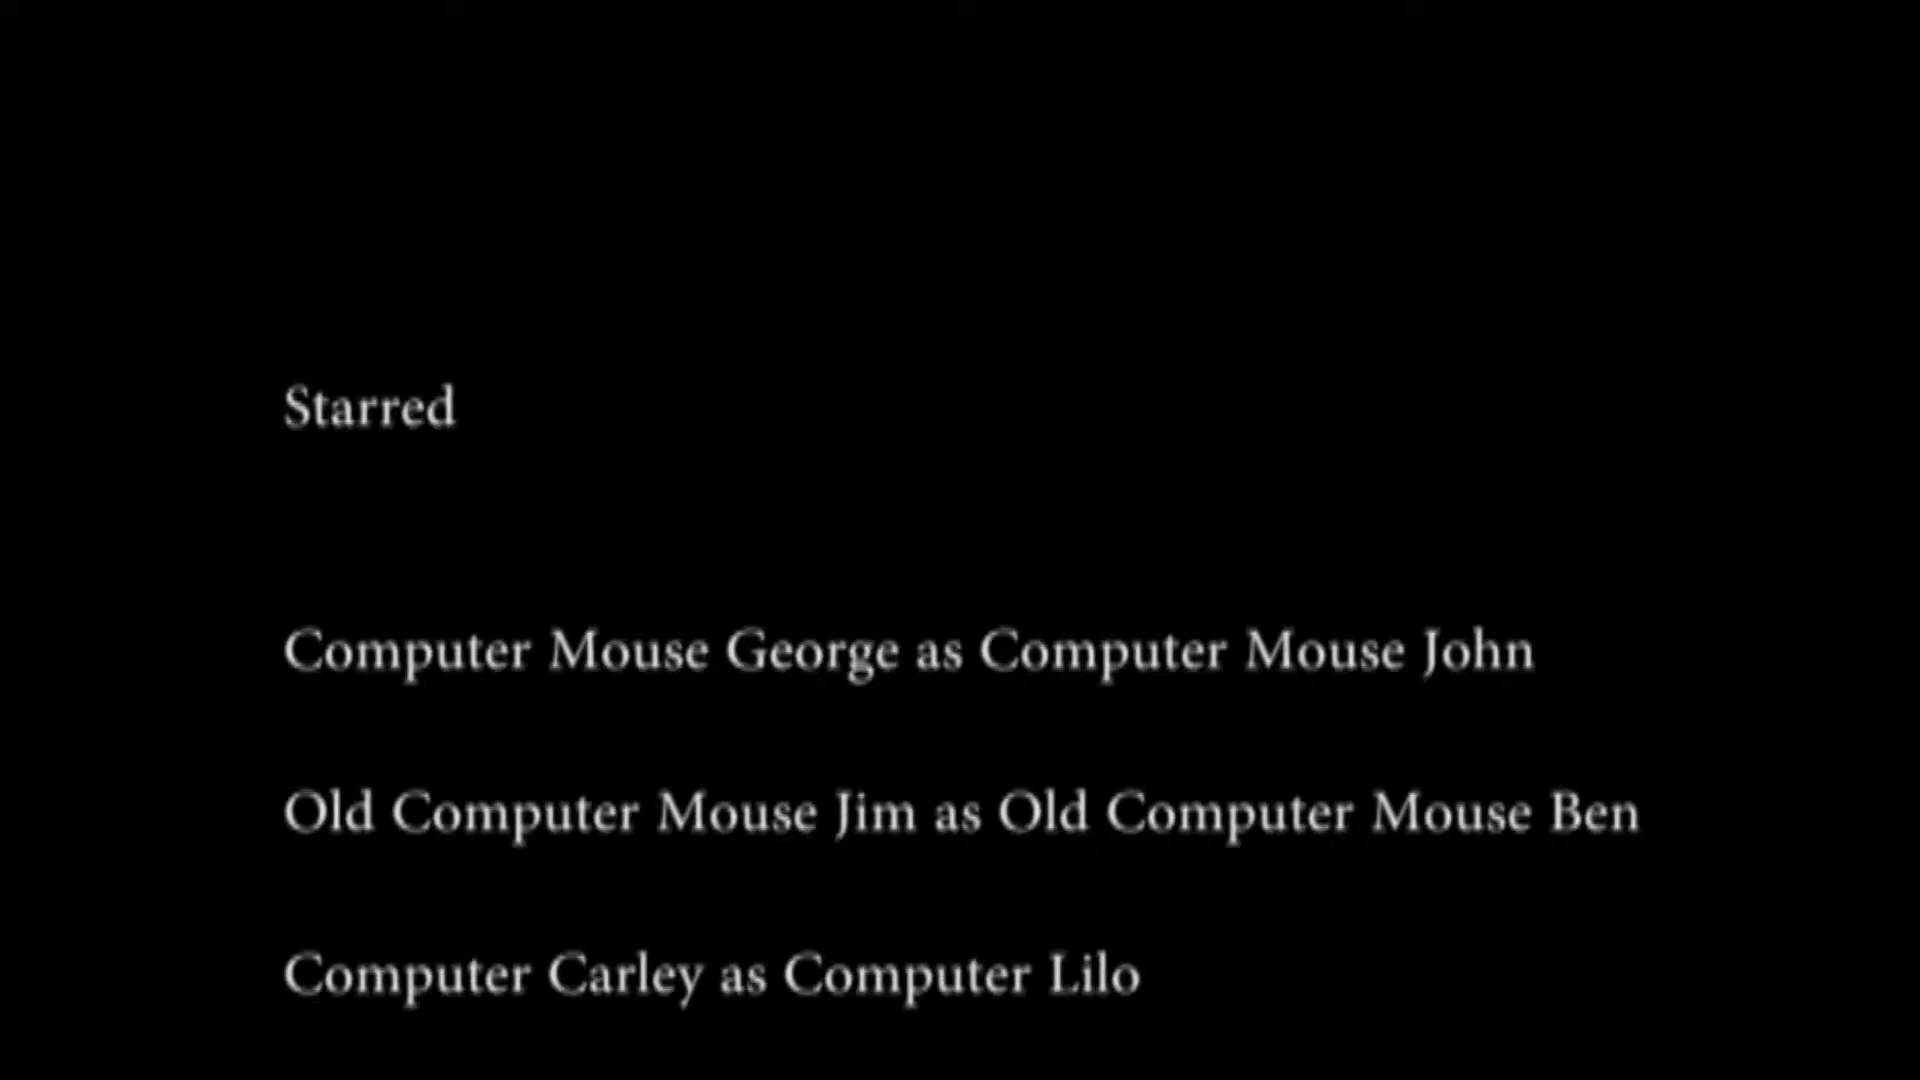 Starred
Computer Mouse George as Computer Mouse John
Old Computer Mouse Jim as Old Computer Mouse Ben
Computer Carley as Computer Lilo